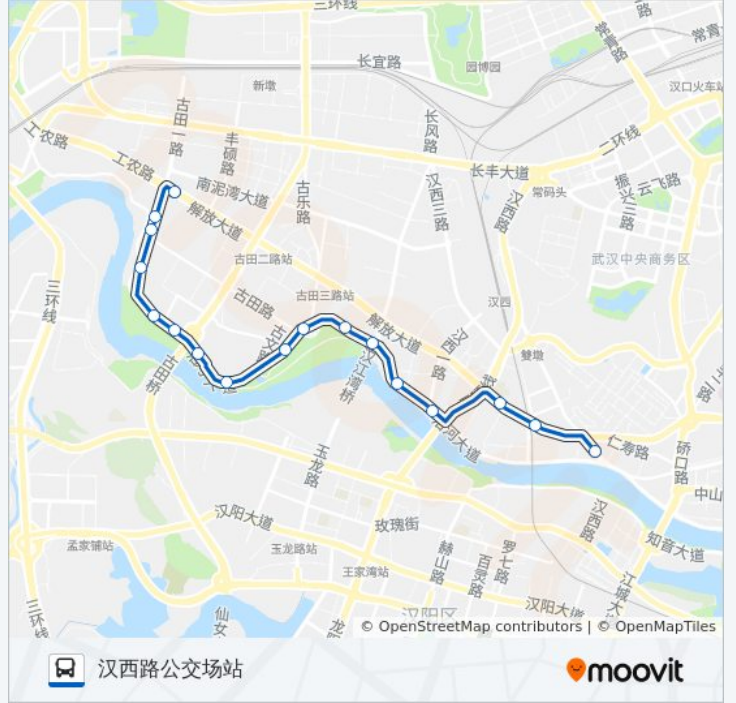 三环线
路
常青路
常青
长宜路
园博园
新墩
汉口火车站
古田一路
长风路
工农路
丰硕路
二环线
工农路
长丰大道
南泥湾大道
古乐路
汉西三路
汉西路
常码头
振兴三路
云飞路
解放大道
古田二路站
武汉中央商务区
三环线
古田路
古田三路站
汉西
解放大道
汉西一路
雙墩
古田桥
汉江湾桥
仁寿路
硚口路
玉龙路
中山
汉西路
汉阳大道
玫瑰街
知音大道
孟家铺站
玉龙路站
赫山路
百灵路
罗七路
王家湾站
江城大
三环线
仙女
汉阳大道
汉阳区
龙
© OpenStreetMap contributors | © OpenMapTiles
汉西路公交场站
moovit